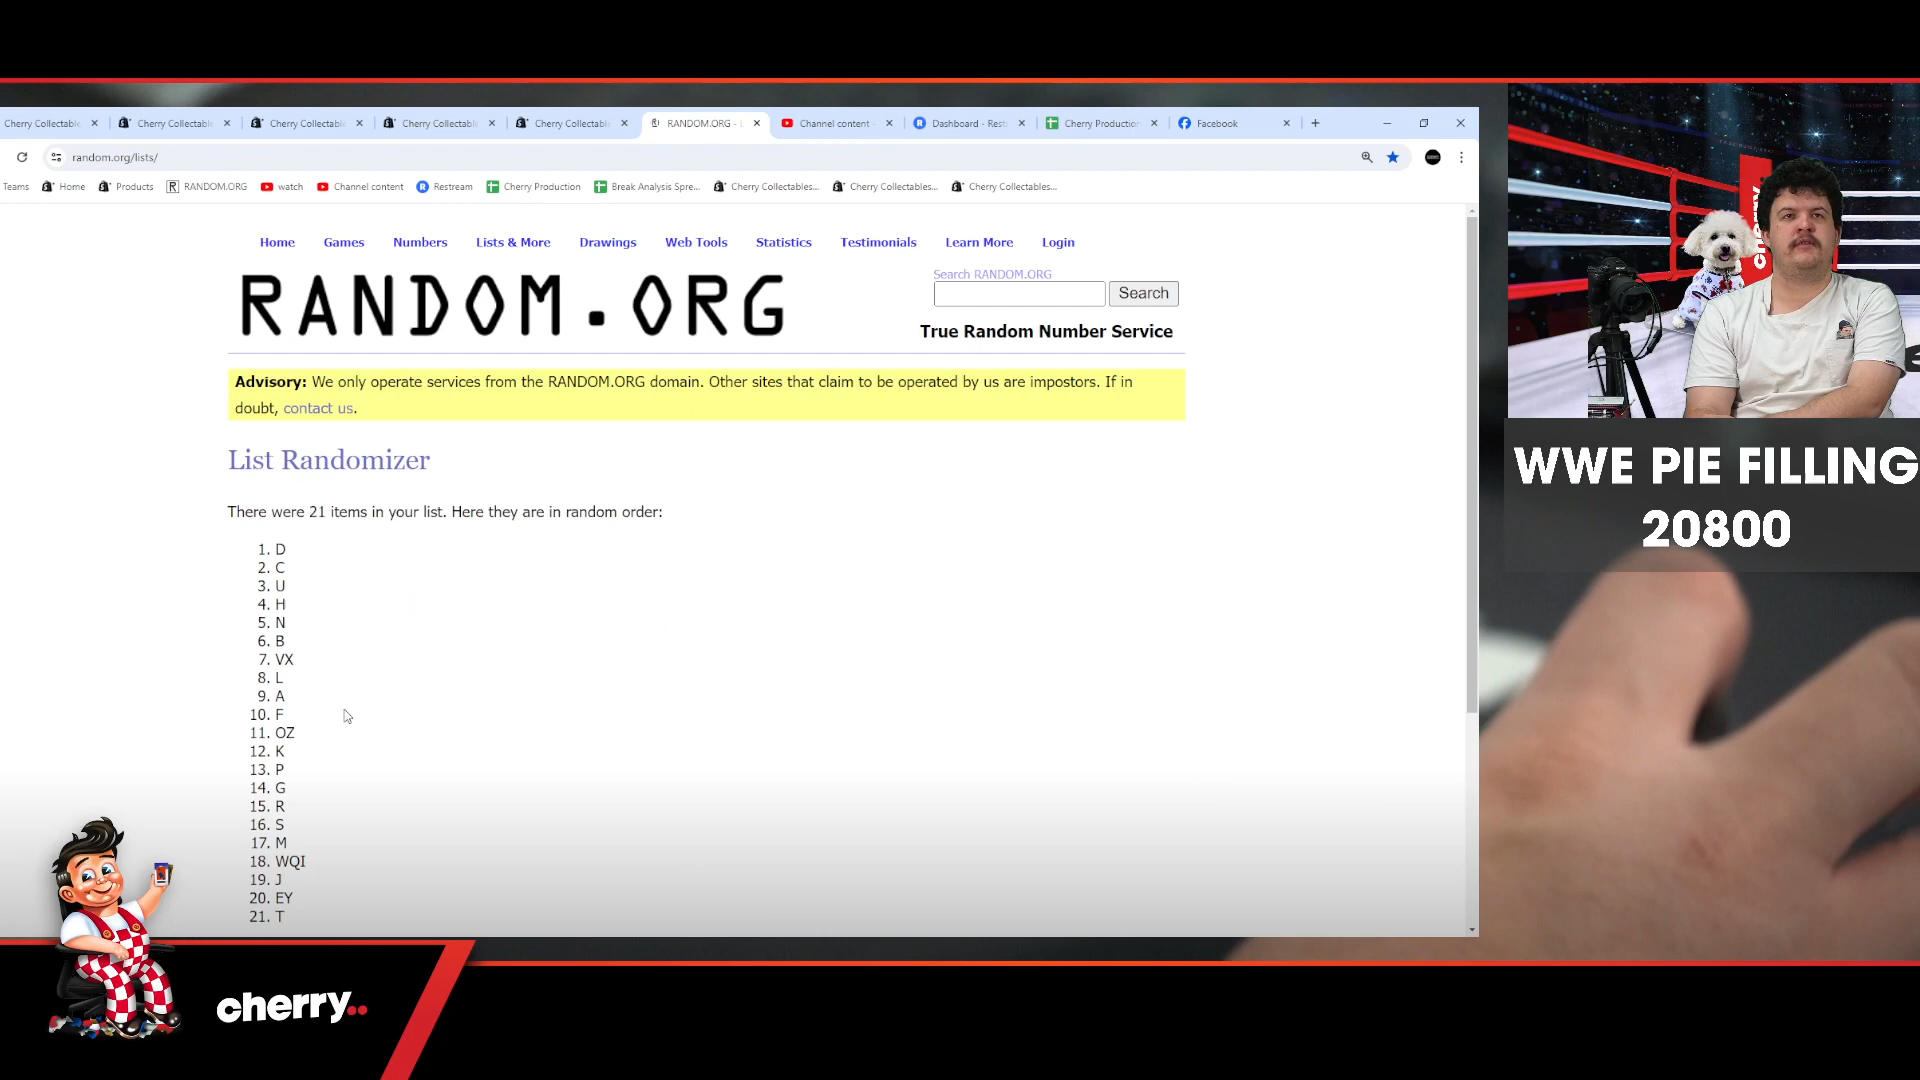 Cherry Collectable
Cherry Collectable
Cherry Collectable
Cherry Collectable
Cherry Collectable
RANDOM.ORG - L
Channel content -
Dashboard - Rest
Cherry Production
Facebook
random.org/lists/
Teams
Home
Products
RANDOM.ORG
watch
Channel content
Restream
Cherry Production
Break Analysis Spre...
Cherry Collectables...
Cherry Collectables...
Cherry Collectables...
Home Games Numbers Lists & More Drawings Web Tools Statistics Testimonials Learn More Login
RANDOM.ORG
Search RANDOM.ORG
Search
True Random Number Service
Advisory: We only operate services from the RANDOM.ORG domain. Other sites that claim to be operated by us are impostors. If in
doubt, contact us.
List Randomizer
There were 21 items in your list. Here they are in random order:
1. D
2. C
3. U
4. H
5. N
6. B
7. VX
8. L
9. A
10. F
11. OZ
12. K
13. P
14. G
15. R
16. S
17. M
18. WQI
19. J
20. EY
21. T
cherry
WWE PIE FILLING
20800
cherry..